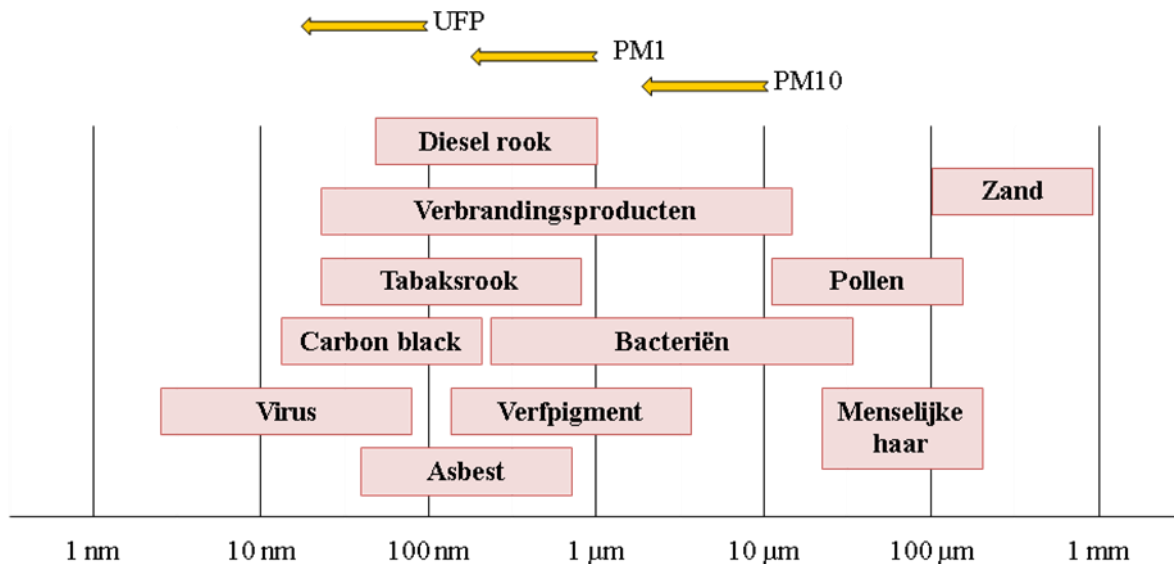 UFP
PM1
PM10
Diesel rook
Zand
Verbrandingsproducten
Tabaksrook
Pollen
Carbon black
Bacteriën
Virus
Verfpigment
Menselijke
haar
Asbest
1 nm
10 nm
100 nm
1 μm
10 μm
100 μm
1 mm